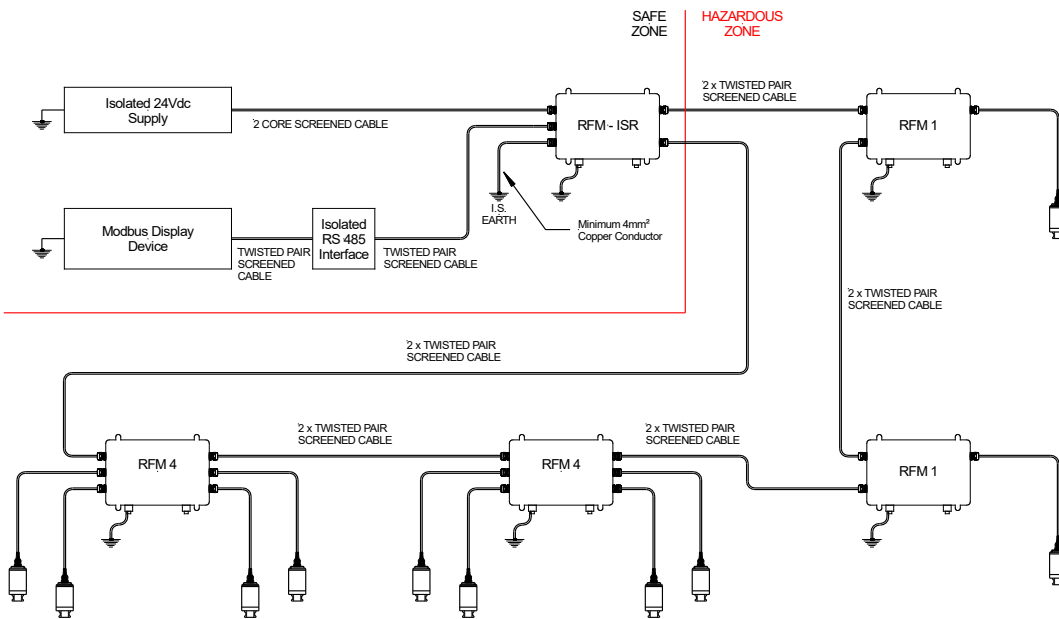 SAFE
ZONE
HAZARDOUS
ZONE
Isolated 24Vdc
Supply
2 CORE SCREENED CABLE
RFM - ISR
2 x TWISTED PAIR
SCREENED CABLE
RFM 1
I.S.
EARTH
Minimum 4mm²
Copper Conductor
Modbus Display
Device
TWISTED PAIR
SCREENED
CABLE
Isolated
RS 485
Interface
TWISTED PAIR
SCREENED CABLE
2 x TWISTED PAIR
SCREENED CABLE
2 x TWISTED PAIR
SCREENED CABLE
RFM 4
2 x TWISTED PAIR
SCREENED CABLE
RFM 4
2 x TWISTED PAIR
SCREENED CABLE
RFM 1